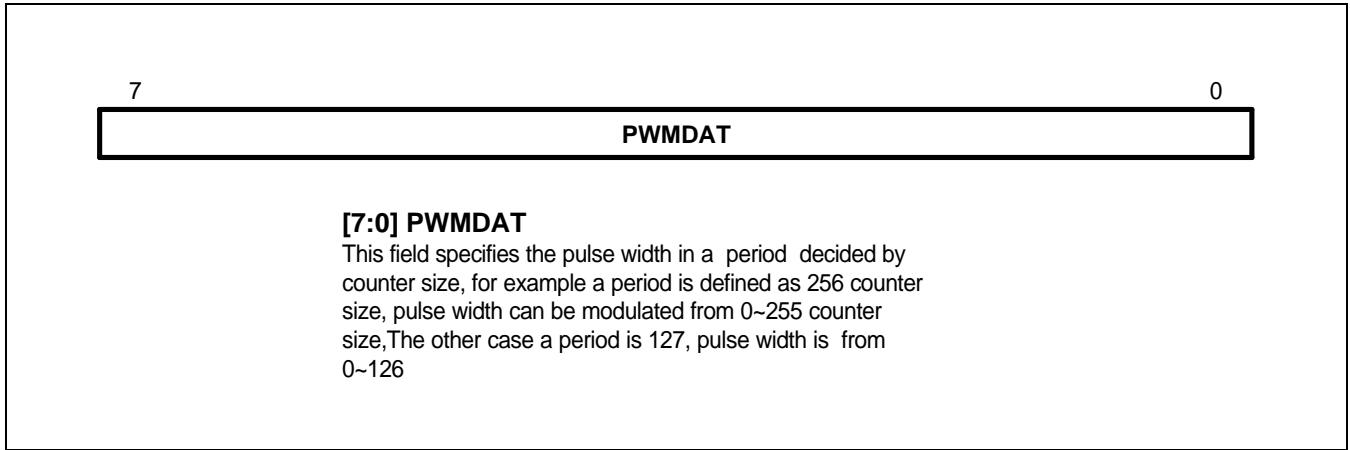 7 0
PWMDAT
[7:0] PWMDAT
This field specifies the pulse width in a period decided by
counter size, for example a period is defined as 256 counter
size, pulse width can be modulated from 0~255 counter
size,The other case a period is 127, pulse width is from
0~126